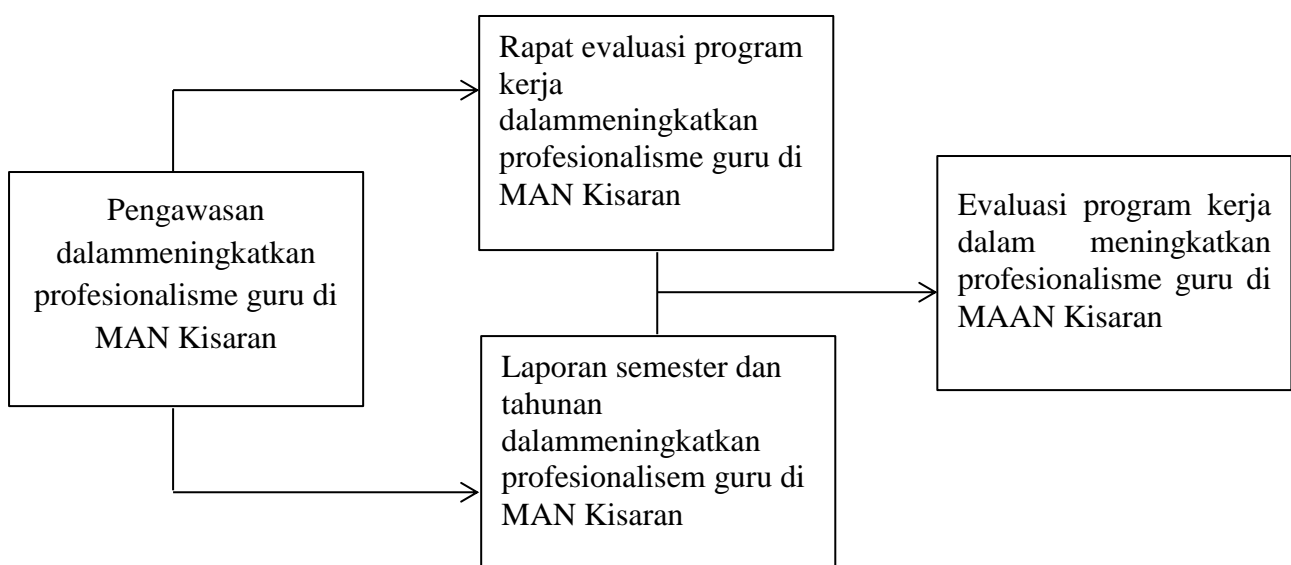 Pengawasan
dalammeningkatkan
profesionalisme guru di
MAN Kisaran
Rapat evaluasi program
kerja
dalammeningkatkan
profesionalisme guru di
MAN Kisaran
Laporan semester dan
tahunan
dalammeningkatkan
profesionalisem guru di
MAN Kisaran
Evaluasi program kerja
dalam meningkatkan
profesionalisme guru di
MAAN Kisaran